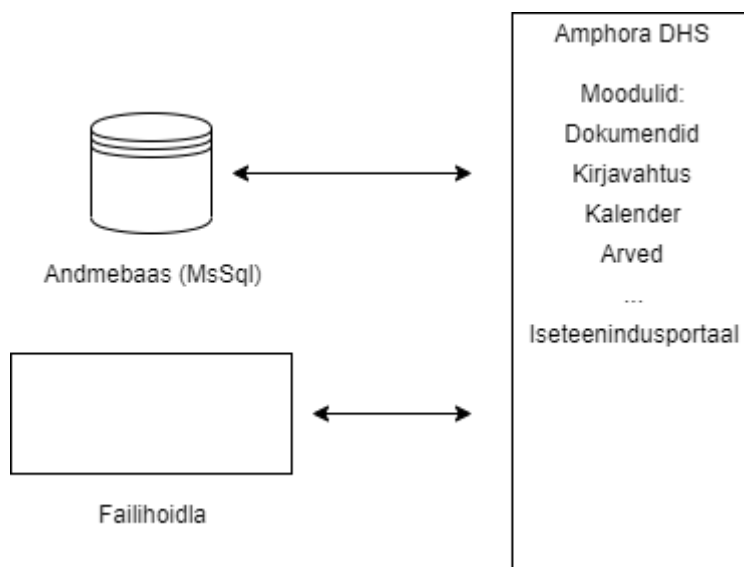 Amphora DHS
Moodulid:
Dokumendid
Kirjavahtus
Kalender
Arved
...
Iseteenindusportaal
Andmebaas (MsSql)
Failihoidla